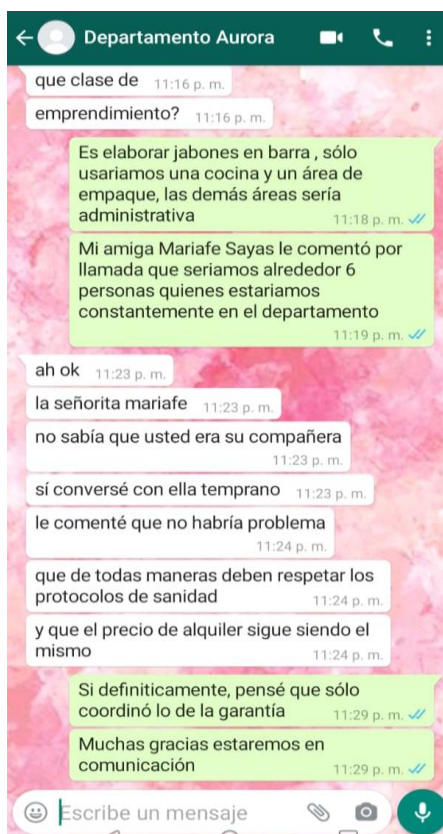 Departamento Aurora
que clase de 11:16 p. m.
emprendimiento? 11:16 p. m.
Es elaborar jabones en barra , sólo
usariamos una cocina y un área de
empaque, las demás áreas sería
administrativa 11:18 p. m.
Mi amiga Mariafe Sayas le comentó por
llamada que seriamos alrededor 6
personas quienes estariamos
constantemente en el departamento
11:19 p. m.
ah ok 11:23 p. m.
la señorita mariafe 11:23 p. m.
no sabía que usted era su compañera
11:23 p. m.
sí conversé con ella temprano 11:23 p. m.
le comenté que no habría problema
11:24 p. m.
que de todas maneras deben respetar los
protocolos de sanidad 11:24 p. m.
y que el precio de alquiler sigue siendo el
mismo 11:24 p. m.
Si definiticamente, pensé que sólo
coordinó lo de la garantía 11:29 p. m.
Muchas gracias estaremos en
comunicación 11:29 p. m.
Escribe un mensaje